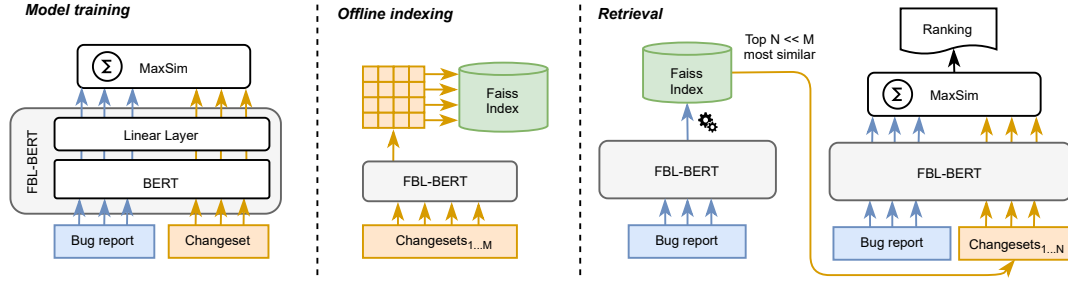 Model training
Σ
MaxSim
FBL-BERT
Linear Layer
BERT
Bug report
Changeset
Offline indexing
Faiss
Index
FBL-BERT
Changesets1...M
Retrieval
Faiss
Index
Top N << M
most similar
FBL-BERT
Bug report
Ranking
Σ
MaxSim
FBL-BERT
Bug report
Changesets1...N